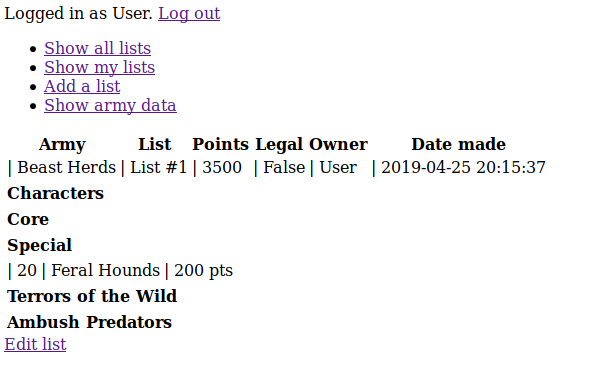 Logged in as User. Log out
Show all lists
Show my lists
Add a list
Show army data
Army List Points Legal Owner Date made
| Beast Herds | List #1 | 3500 | False | User | 2019-04-25 20:15:37
Characters
Core
Special
| 20 | Feral Hounds | 200 pts
Terrors of the Wild
Ambush Predators
Edit list